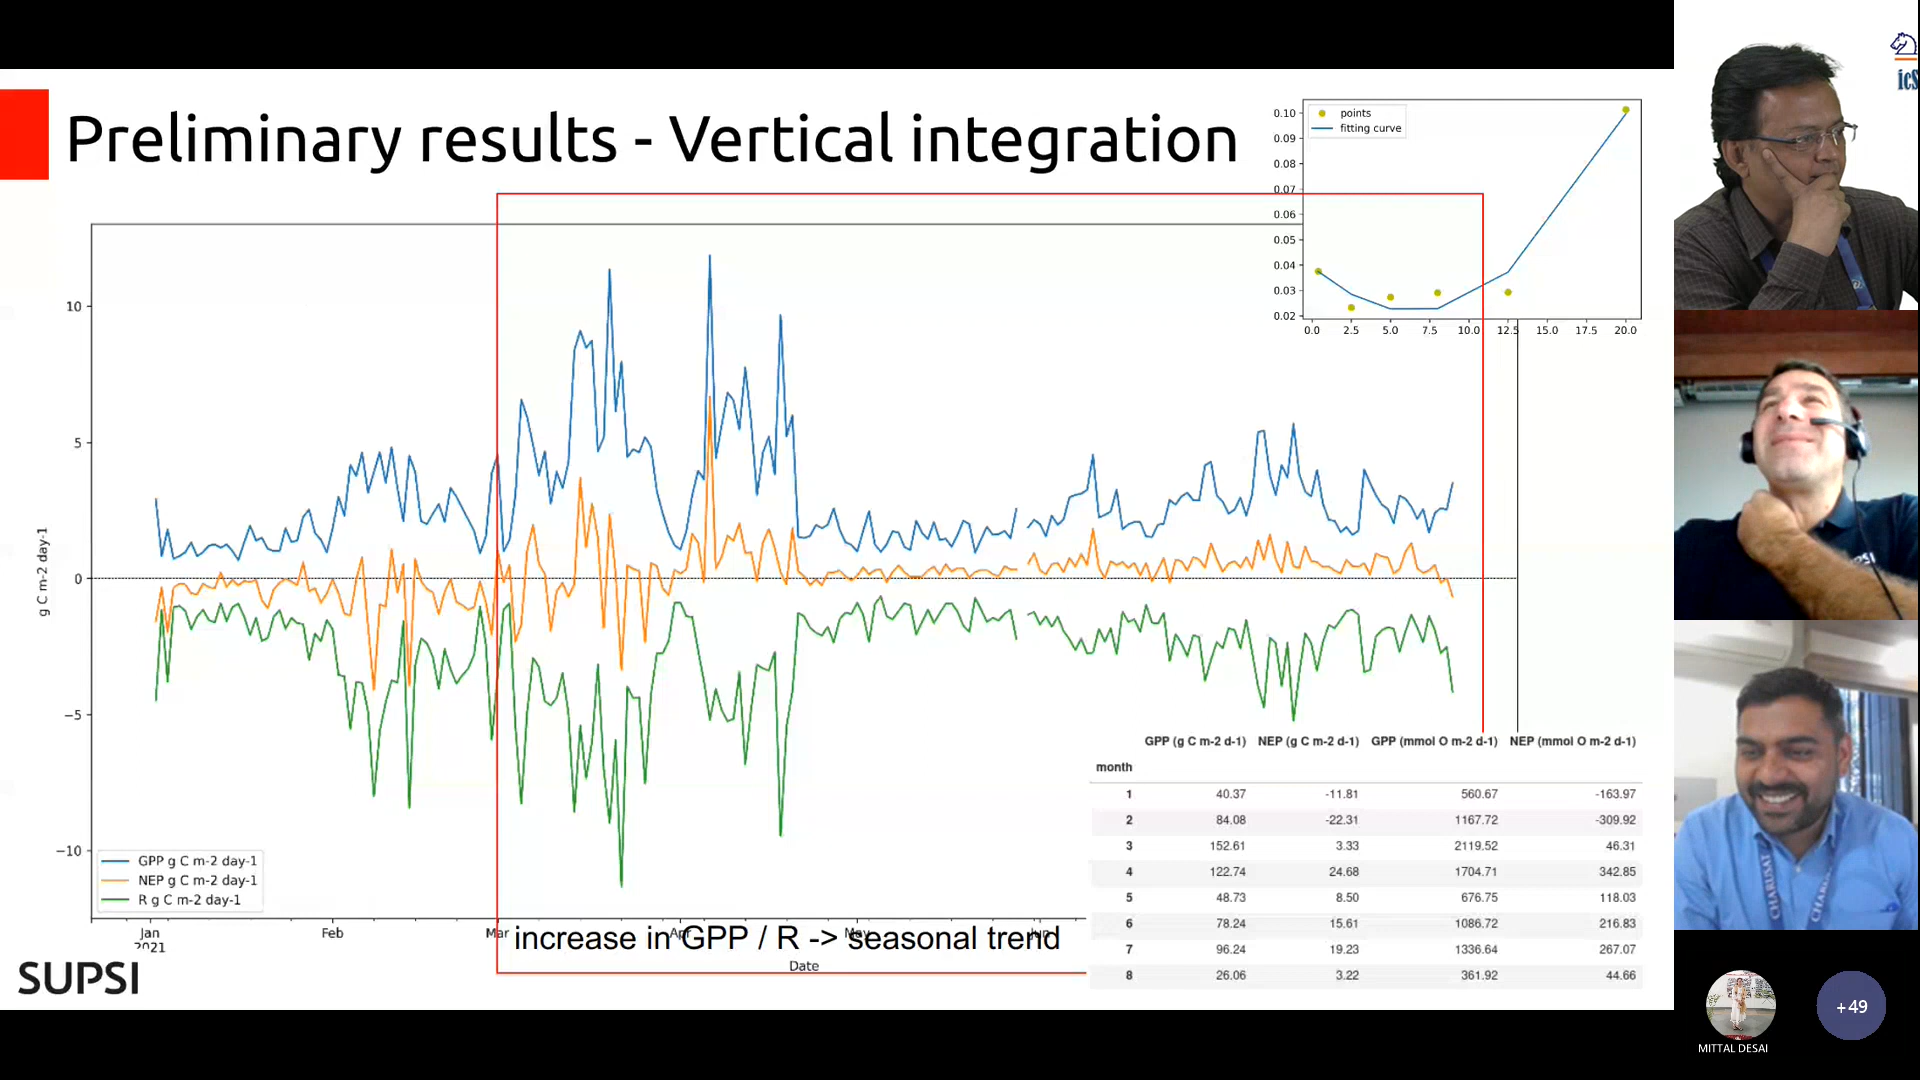 Preliminary results - Vertical integration
points
fitting curve
0.10
0.09
0.08
0.07
0.06
0.05
0.04
0.03
0.02
0.0 2.5 5.0 7.5 10.0 12.5 15.0 17.5 20.0
10
5
0
−5
−10
g C m-2 day-1
GPP g C m-2 day-1
NEP g C m-2 day-1
R g C m-2 day-1
Jan Feb Mar Apr May Jun
2021
Date
increase in GPP / R -> seasonal trend
GPP (g C m-2 d-1) NEP (g C m-2 d-1) GPP (mmol O m-2 d-1) NEP (mmol O m-2 d-1)
month
1 40.37 -11.81 560.67 -163.97
2 84.08 -22.31 1167.72 -309.92
3 152.61 3.33 2119.52 46.31
4 122.74 24.68 1704.71 342.85
5 48.73 8.50 676.75 118.03
6 78.24 15.61 1086.72 216.83
7 96.24 19.23 1336.64 267.07
8 26.06 3.22 361.92 44.66
SUPSI
icS
CHARUSAT
CHARUSAT
+49
MITTAL DESAI